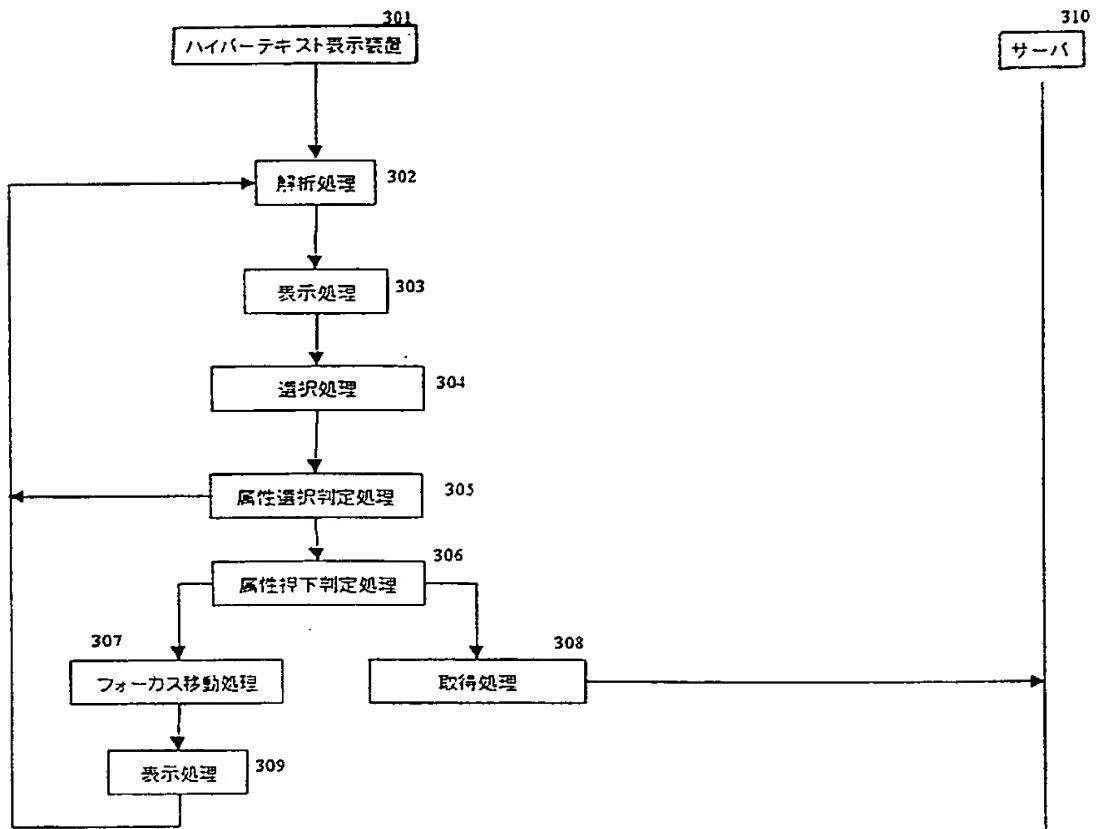 301
ハイパーテキスト表示装置
310
サーバ
解析処理
302
表示処理
303
選択処理
304
属性選択判定処理
305
306
属性押下判定処理
307
フォーカス移動処理
308
取得処理
表示処理
309